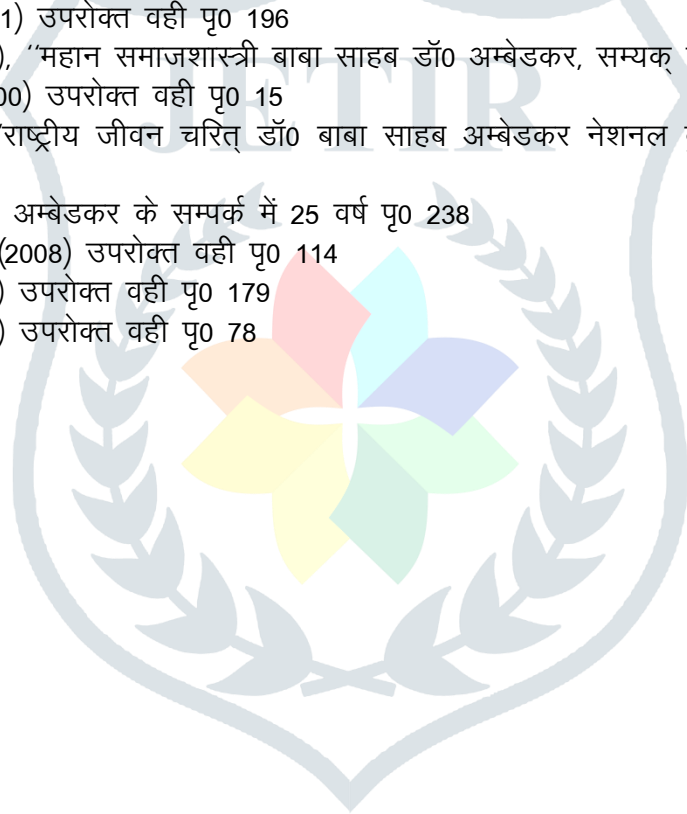 1) उपरोक्त वही पृ0 196
), ‘‘महान समाजशास्त्री बाबा साहब डॉ0 अम्बेडकर, सम्यक्
00) उपरोक्त वही पृ0 15
‘राष्ट्रीय जीवन चरित् डॉ0 बाबा साहब अम्बेडकर नेशनल
अम्बेडकर के सम्पर्क में 25 वर्ष पृ0 238
(2008) उपरोक्त वही पृ0 114
) उपरोक्त वही पृ0 179
) उपरोक्त वही पृ0 78
JETIR